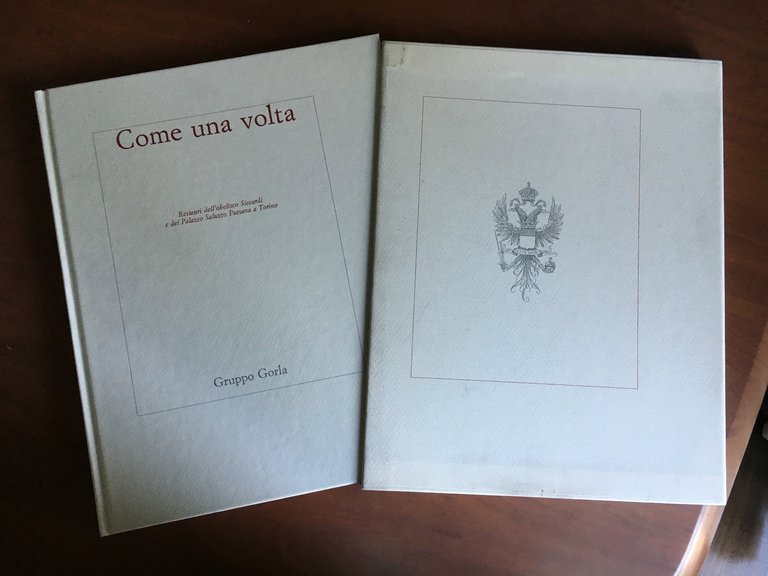 Come una volta
Restauri dell'obelisco Siccardi
e del Palazzo Saluzzo Paesana a Torino
Gruppo Gorla